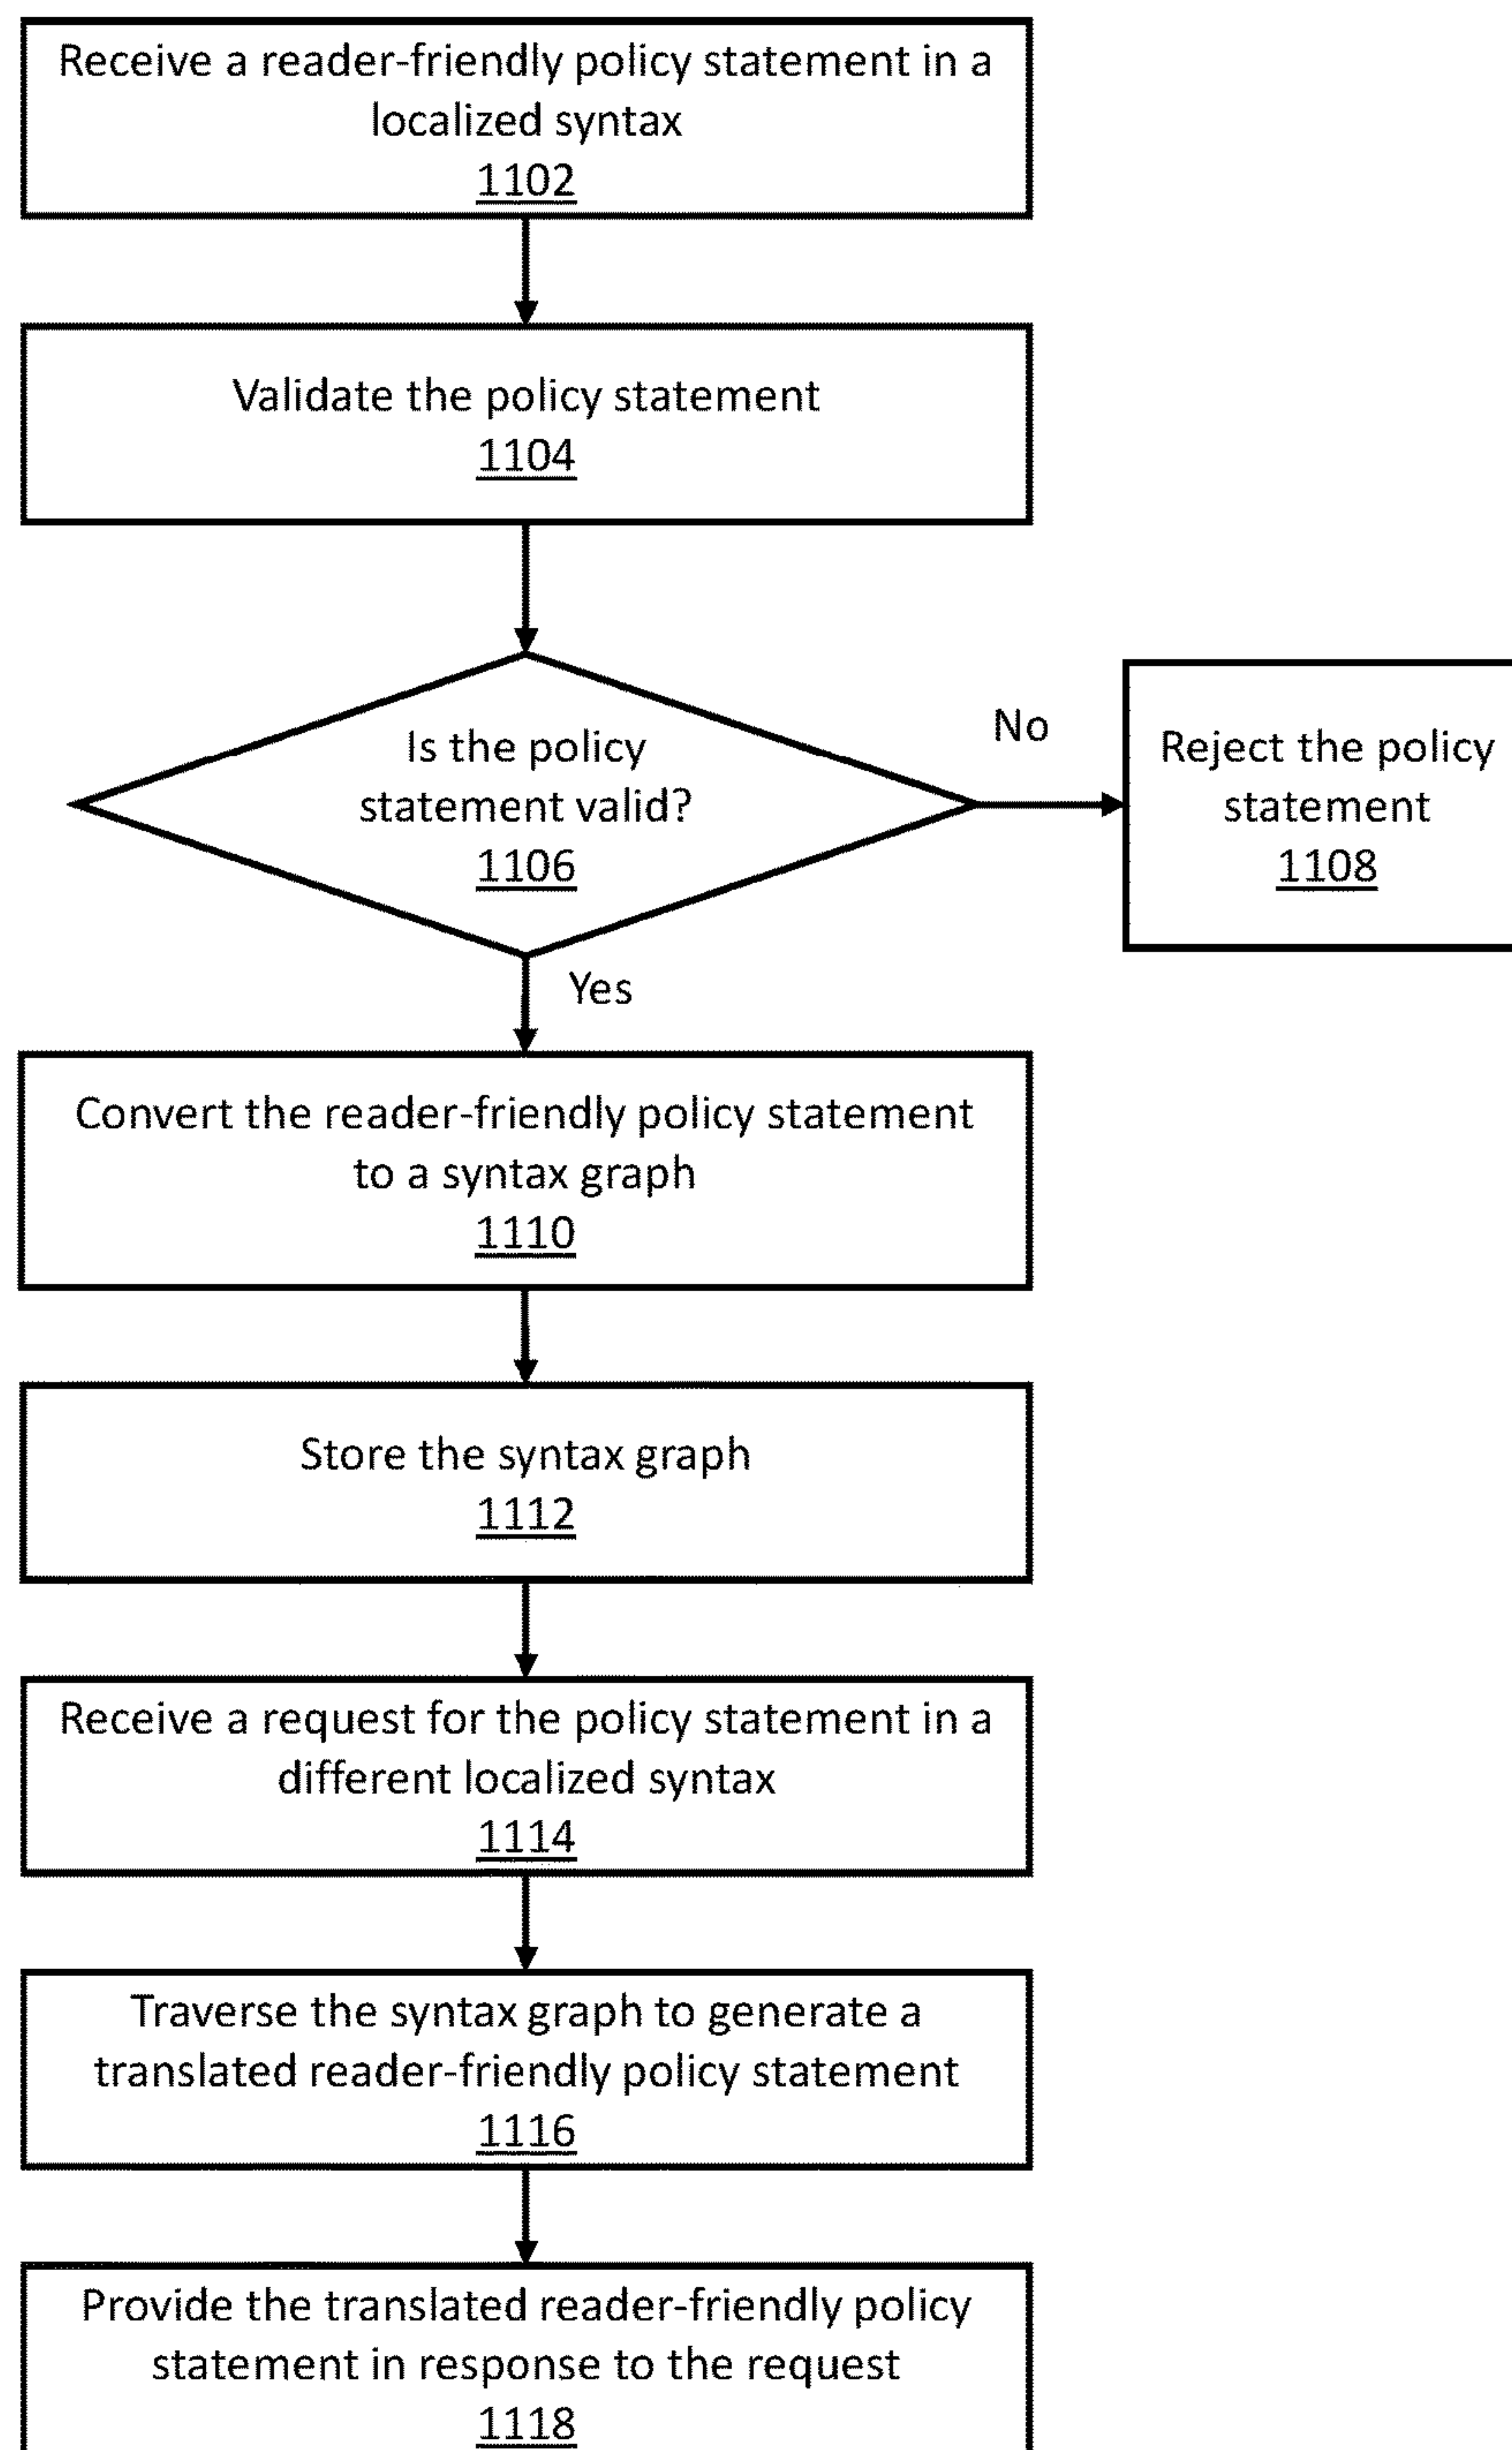 Receive a reader-friendly policy statement in a
localized syntax
1102
Validate the policy statement
1104
Is the policy
statement valid?
1106
No
Reject the policy
statement
1108
Yes
Convert the reader-friendly policy statement
to a syntax graph
1110
Store the syntax graph
1112
Receive a request for the policy statement in a
different localized syntax
1114
Traverse the syntax graph to generate a
translated reader-friendly policy statement
1116
Provide the translated reader-friendly policy
statement in response to the request
1118